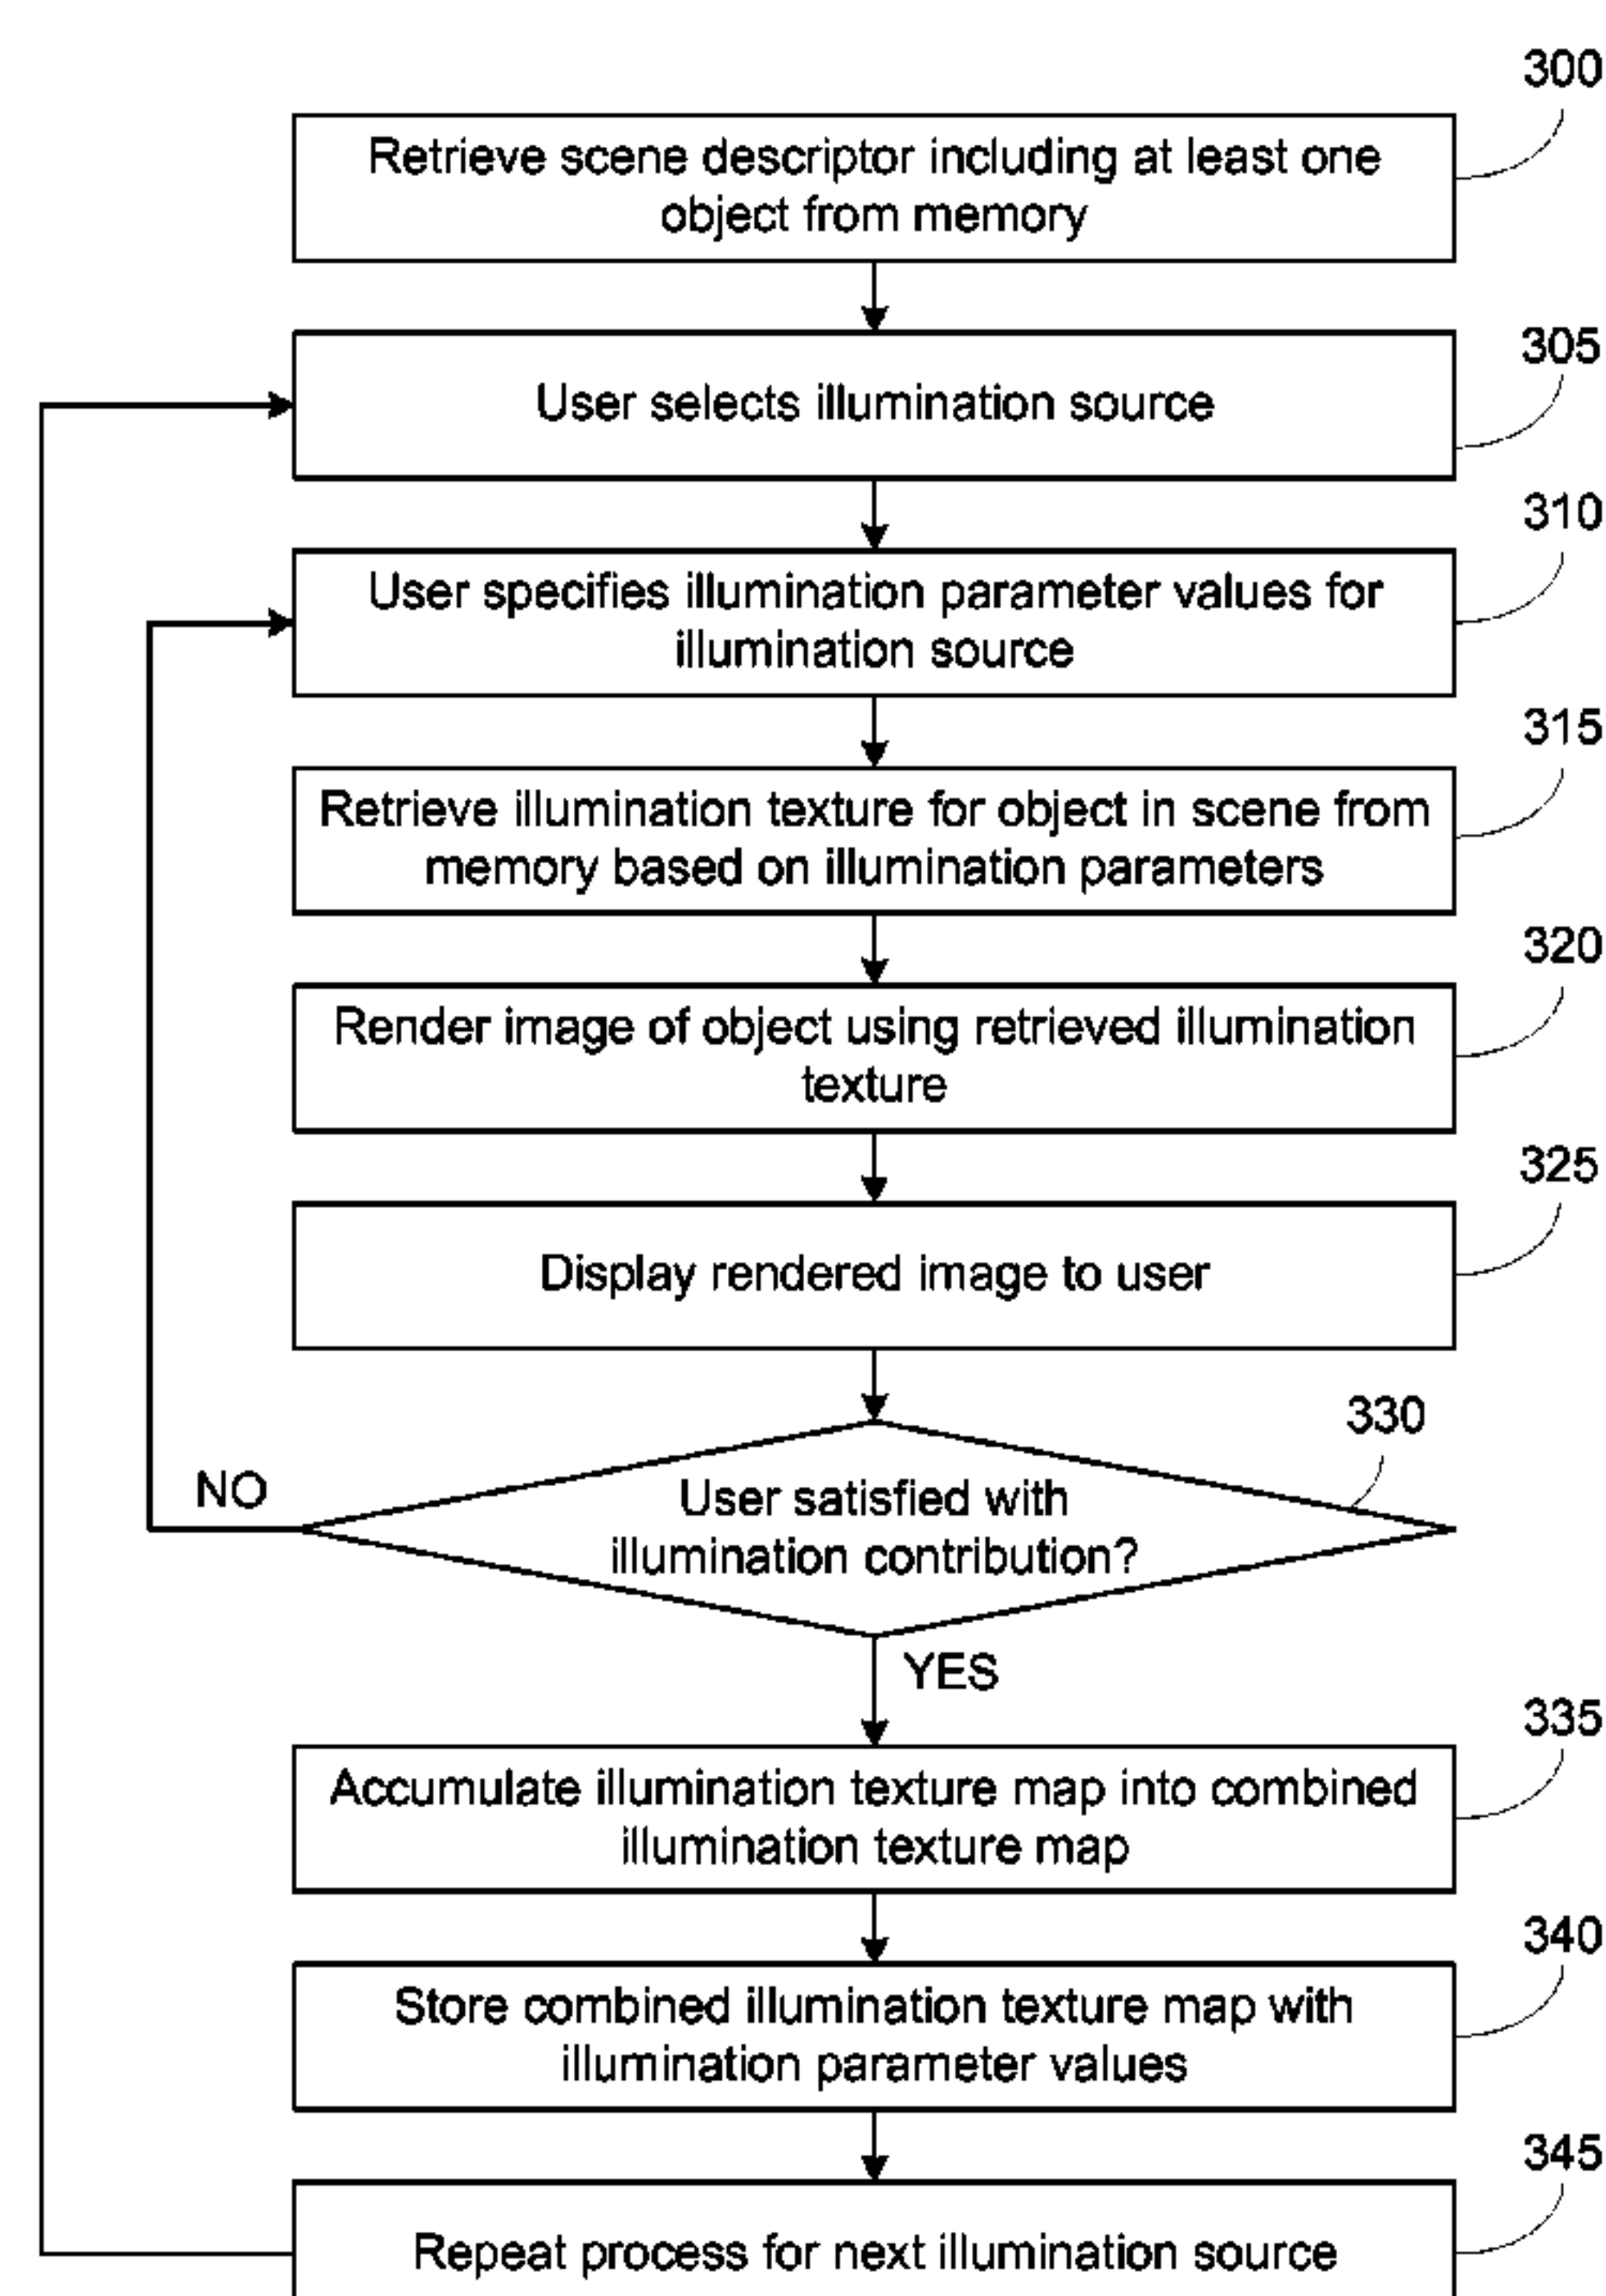 300
Retrieve scene descriptor including at least one
object from memory
305
User selects illumination source
310
User specifies illumination parameter values for
illumination source
315
Retrieve illumination texture for object in scene from
memory based on illumination parameters
320
Render image of object using retrieved illumination
texture
325
Display rendered image to user
330
NO
User satisfied with
illumination contribution?
YES
335
Accumulate illumination texture map into combined
illumination texture map
340
Store combined illumination texture map with
illumination parameter values
345
Repeat process for next illumination source